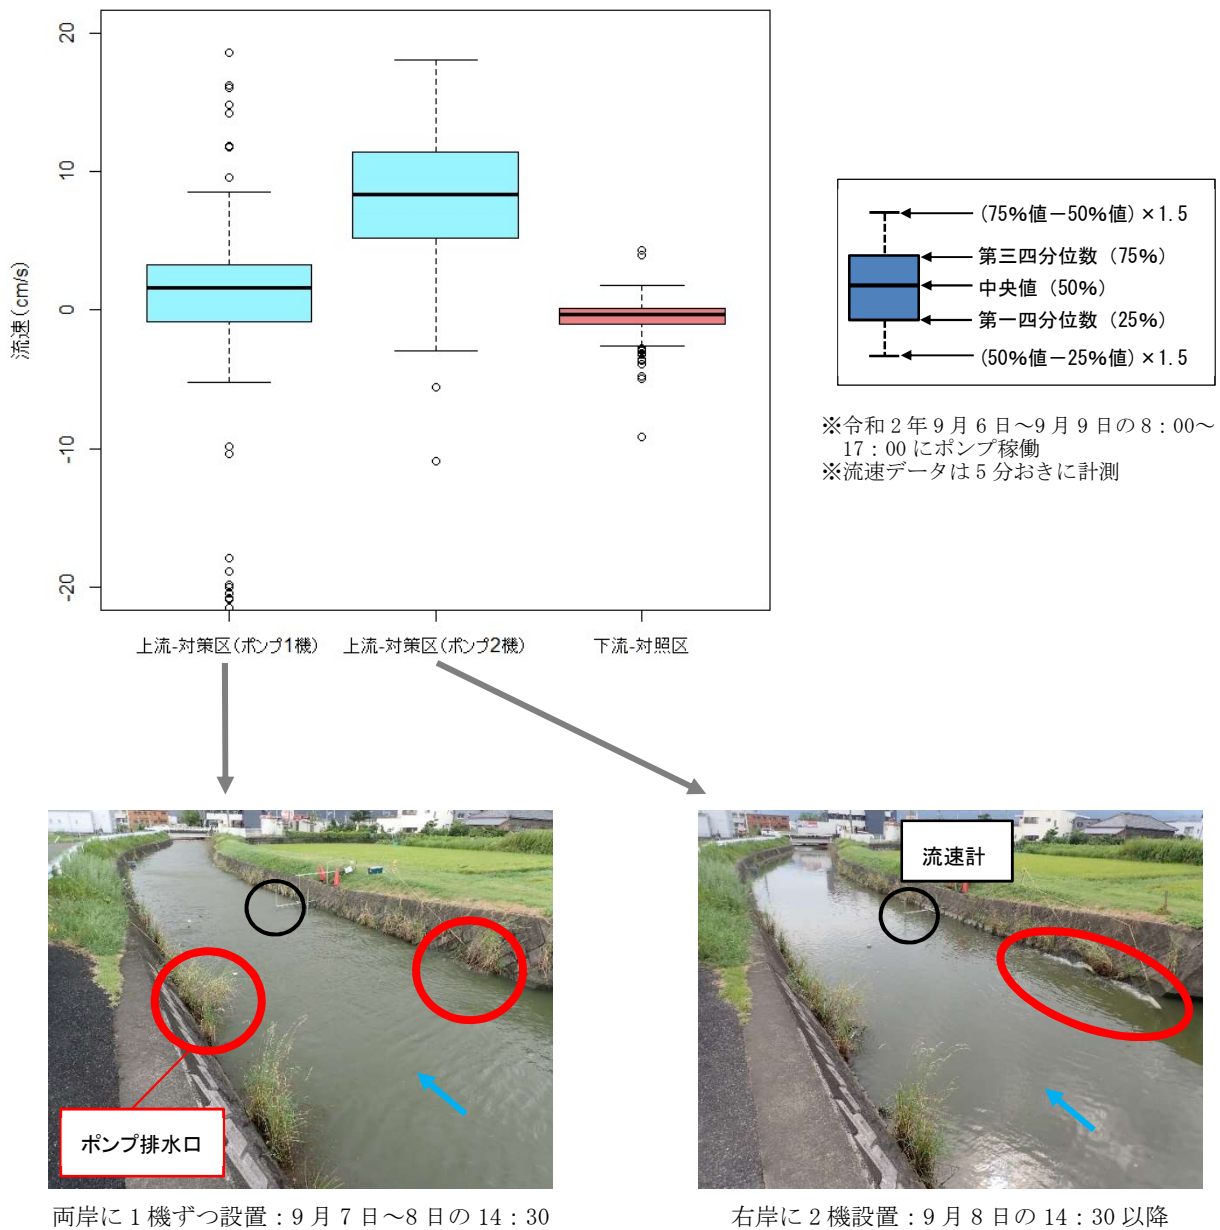 20
10
0
-10
-20
流速(cm/s)
上流-対策区(ポンプ1機)
上流-対策区(ポンプ2機)
下流-対照区
(75%値-50%値)×1.5
第三四分位数 (75%)
中央値 (50%)
第一四分位数 (25%)
(50%値-25%値)×1.5
※令和2年9月6日～9月9日の8:00～
17:00にポンプ稼働
※流速データは5分おきに計測
ポンプ排水口
流速計
両岸に1機ずつ設置:9月7日～8日の14:30
右岸に2機設置:9月8日の14:30以降